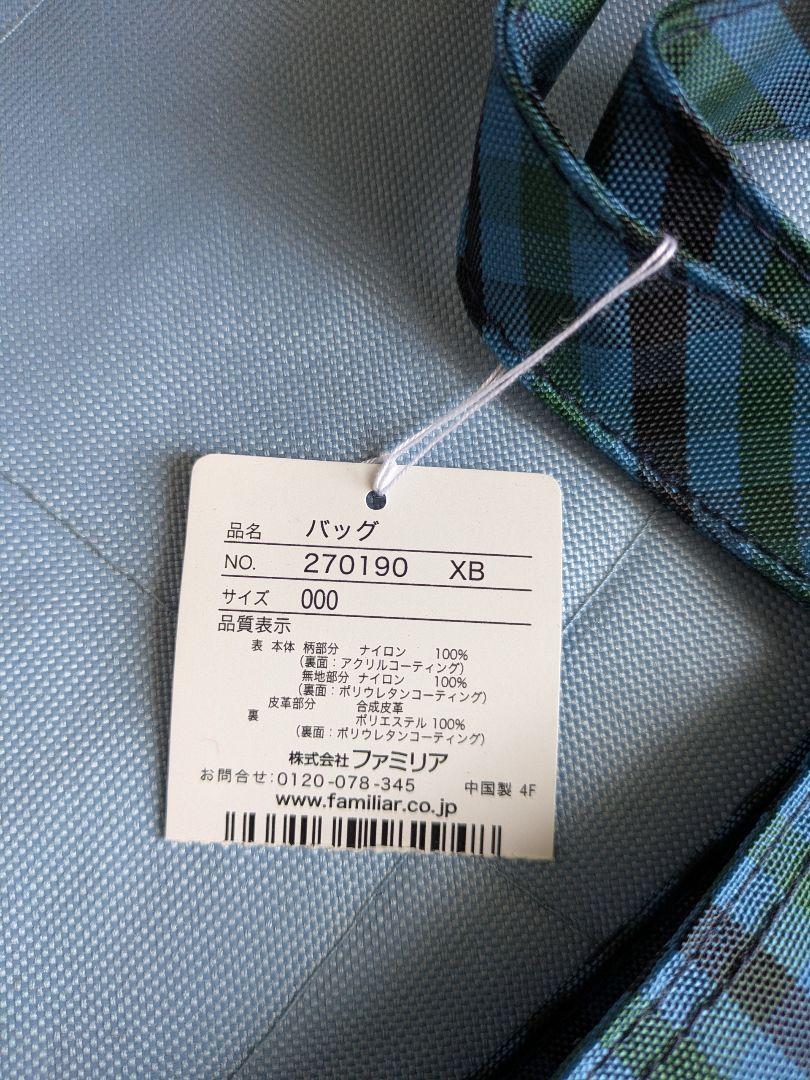 品名 バッグ
NO. 270190 XB
サイズ 000
品質表示
表 本体 柄部分 ナイロン 100%
(裏面:アクリルコーティング)
無地部分 ナイロン 100%
(裏面:ポリウレタンコーティング)
皮革部分 合成皮革
裏 ポリエステル 100%
(裏面:ポリウレタンコーティング)
株式会社 ファミリア
お問合せ:0120-078-345 中国製 4F
www.familiar.co.jp